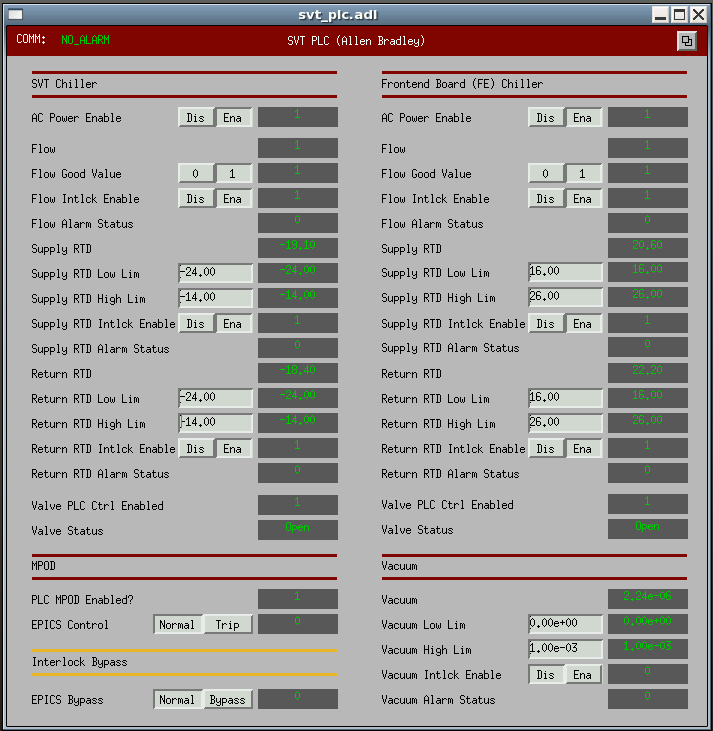 svt_plc.adl
COMM: NO_ALARM
SVT PLC (Allen Bradley)
SVT Chiller
AC Power Enable Dis Ena 1
Flow 1
Flow Good Value 0 1 1
Flow Intlck Enable Dis Ena 1
Flow Alarm Status 0
Supply RTD
Supply RTD Low Lim -24.00 -24.00
Supply RTD High Lim -14.00 -14.00
Supply RTD Intlck Enable Dis Ena 1
Supply RTD Alarm Status 0
Return RTD
Return RTD Low Lim -24.00 -24.00
Return RTD High Lim -14.00 -14.00
Return RTD Intlck Enable Dis Ena 1
Return RTD Alarm Status 0
Valve PLC Ctrl Enabled 1
Valve Status Open
MPOD
PLC MPOD Enabled? 1
EPICS Control Normal Trip 0
Interlock Bypass
EPICS Bypass Normal Bypass 0
Frontend Board (FE) Chiller
AC Power Enable Dis Ena 1
Flow 1
Flow Good Value 0 1 1
Flow Intlck Enable Dis Ena 1
Flow Alarm Status 0
Supply RTD 20.60
Supply RTD Low Lim 16.00 16.00
Supply RTD High Lim 26.00 26.00
Supply RTD Intlck Enable Dis Ena 1
Supply RTD Alarm Status 0
Return RTD 22.20
Return RTD Low Lim 16.00 16.00
Return RTD High Lim 26.00 26.00
Return RTD Intlck Enable Dis Ena 1
Return RTD Alarm Status 0
Valve PLC Ctrl Enabled 1
Valve Status Open
Vacuum
Vacuum 2.24e-06
Vacuum Low Lim 0.00e+00 0.00e+00
Vacuum High Lim 1.00e-03 1.00e-03
Vacuum Intlck Enable Dis Ena 0
Vacuum Alarm Status 0